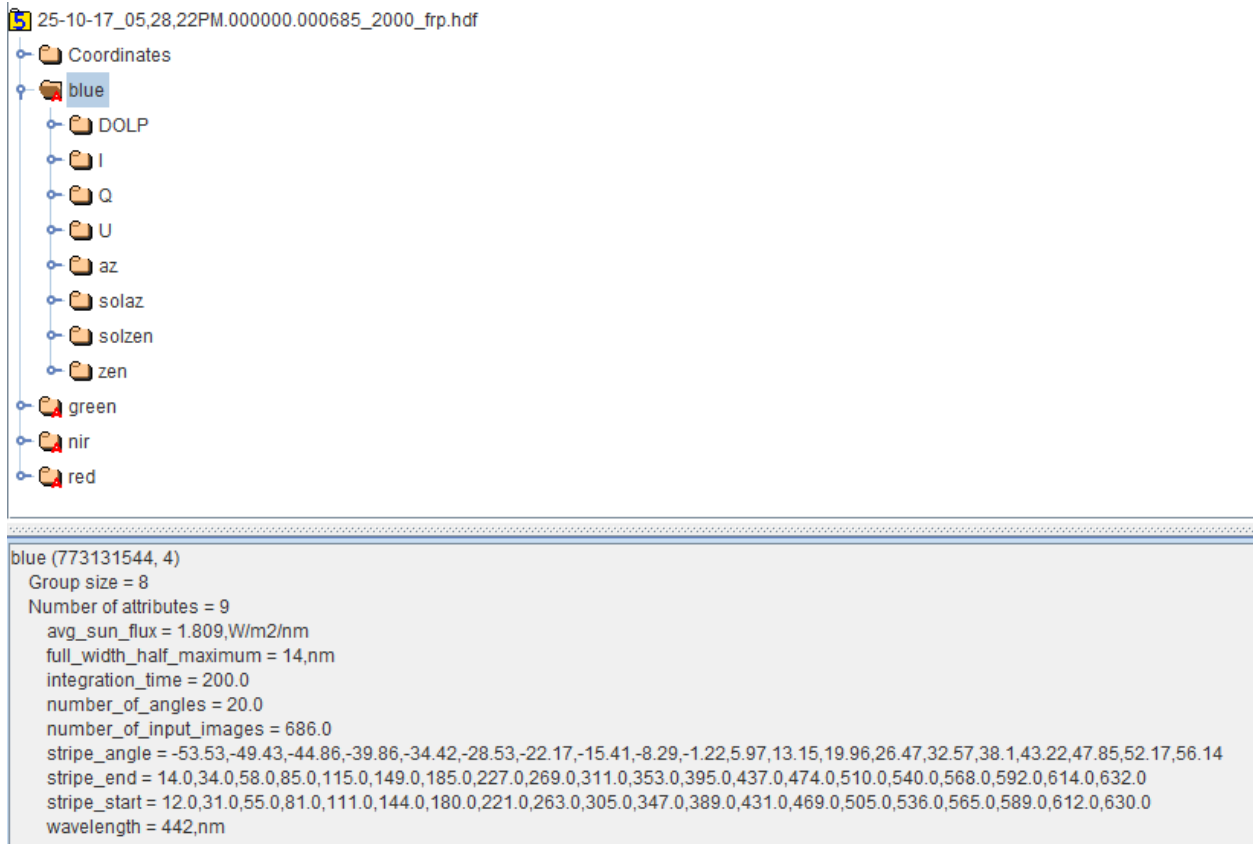 25-10-17_05,28,22PM.000000.000685_2000_frp.hdf
Coordinates
blue
DOLP
I
Q
U
az
solaz
solzen
zen
green
nir
red
blue (773131544, 4)
Group size = 8
Number of attributes = 9
avg_sun_flux = 1.809,W/m2/nm
full_width_half_maximum = 14,nm
integration_time = 200.0
number_of_angles = 20.0
number_of_input_images = 686.0
stripe_angle = -53.53,-49.43,-44.86,-39.86,-34.42,-28.53,-22.17,-15.41,-8.29,-1.22,5.97,13.15,19.96,26.47,32.57,38.1,43.22,47.85,52.17,56.14
stripe_end = 14.0,34.0,58.0,85.0,115.0,149.0,185.0,227.0,269.0,311.0,353.0,395.0,437.0,474.0,510.0,540.0,568.0,592.0,614.0,632.0
stripe_start = 12.0,31.0,55.0,81.0,111.0,144.0,180.0,221.0,263.0,305.0,347.0,389.0,431.0,469.0,505.0,536.0,565.0,589.0,612.0,630.0
wavelength = 442,nm